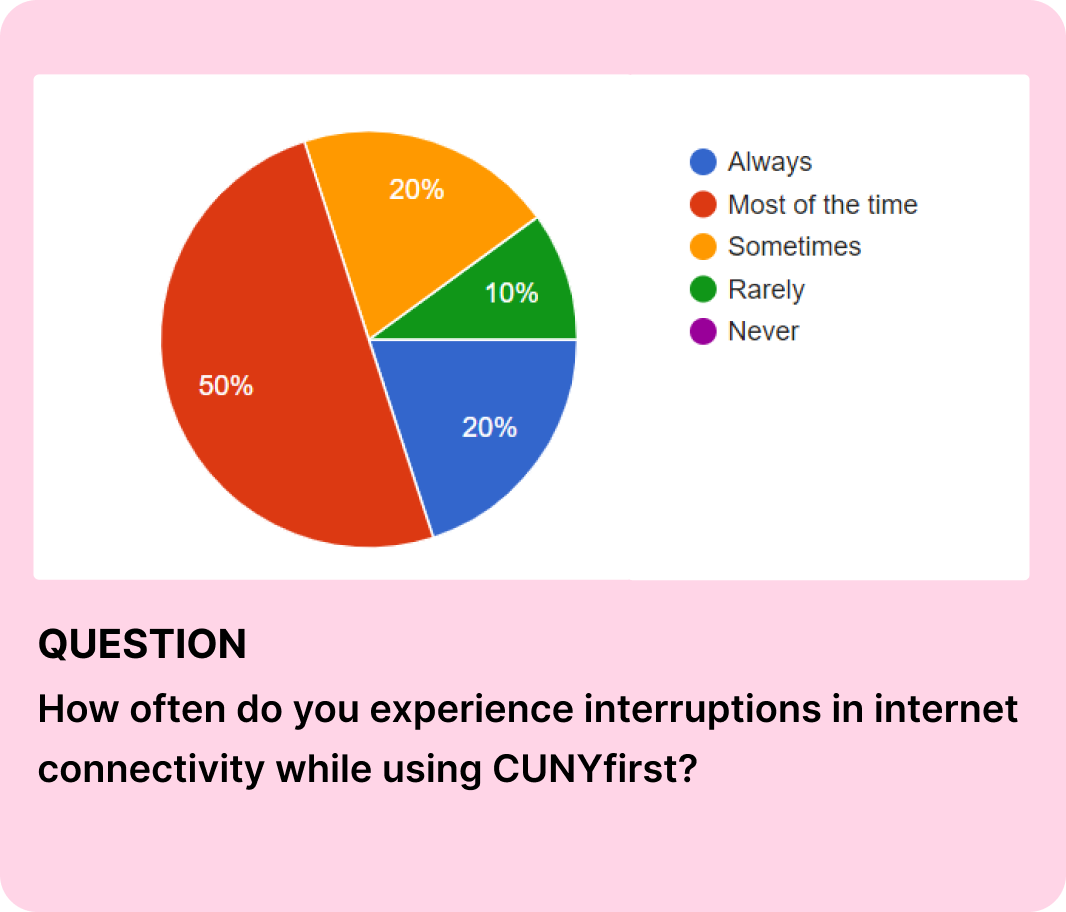 20%
10%
50%
20%
Always
Most of the time
Sometimes
Rarely
Never
QUESTION
How often do you experience interruptions in internet
connectivity while using CUNYfirst?